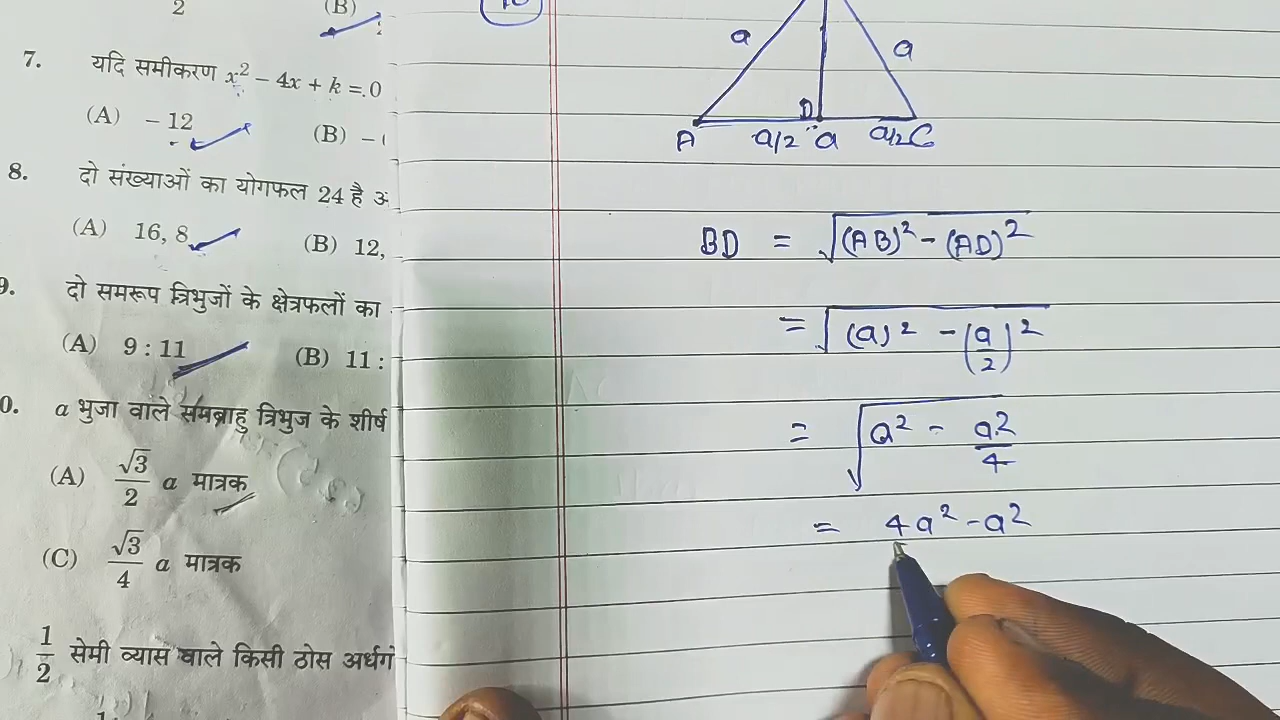 2 (B)
7. यदि समीकरण x² – 4x + k = 0
(A) – 12 (B) –
8. दो संख्याओं का योगफल 24 है
(A) 16, 8 (B) 12,
9. दो समरूप त्रिभुजों के क्षेत्रफलों का
(A) 9 : 11 (B) 11 :
0. a भुजा वाले समबाहु त्रिभुज के शीर्ष
(A) √3/2 a मात्रक
(C) √3/4 a मात्रक
1/2 सेमी व्यास वाले किसी ठोस
a a
D
A a/2 a a/2 C
BD = √(AB)² – (AD)²
= √(a)² – (a/2)²
= √a² – a²/4
= 4a² – a²